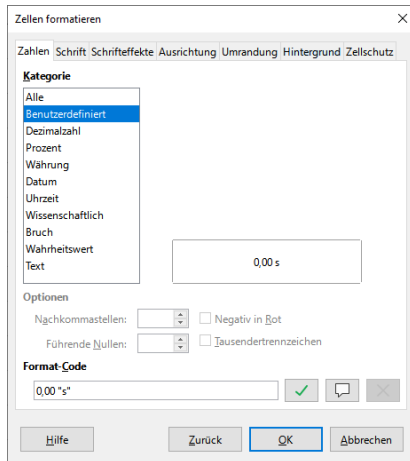 Zellen formatieren
Zahlen Schrift Schrifteffekte Ausrichtung Umrandung Hintergrund Zellschutz
Kategorie
Alle
Benutzerdefiniert
Dezimalzahl
Prozent
Währung
Datum
Uhrzeit
Wissenschaftlich
Bruch
Wahrheitswert
Text
0,00 s
Optionen
Nachkommastellen:
Negativ in Rot
Führende Nullen:
Tausendertrennzeichen
Format-Code
0,00 "s"
Hilfe Zurück OK Abbrechen